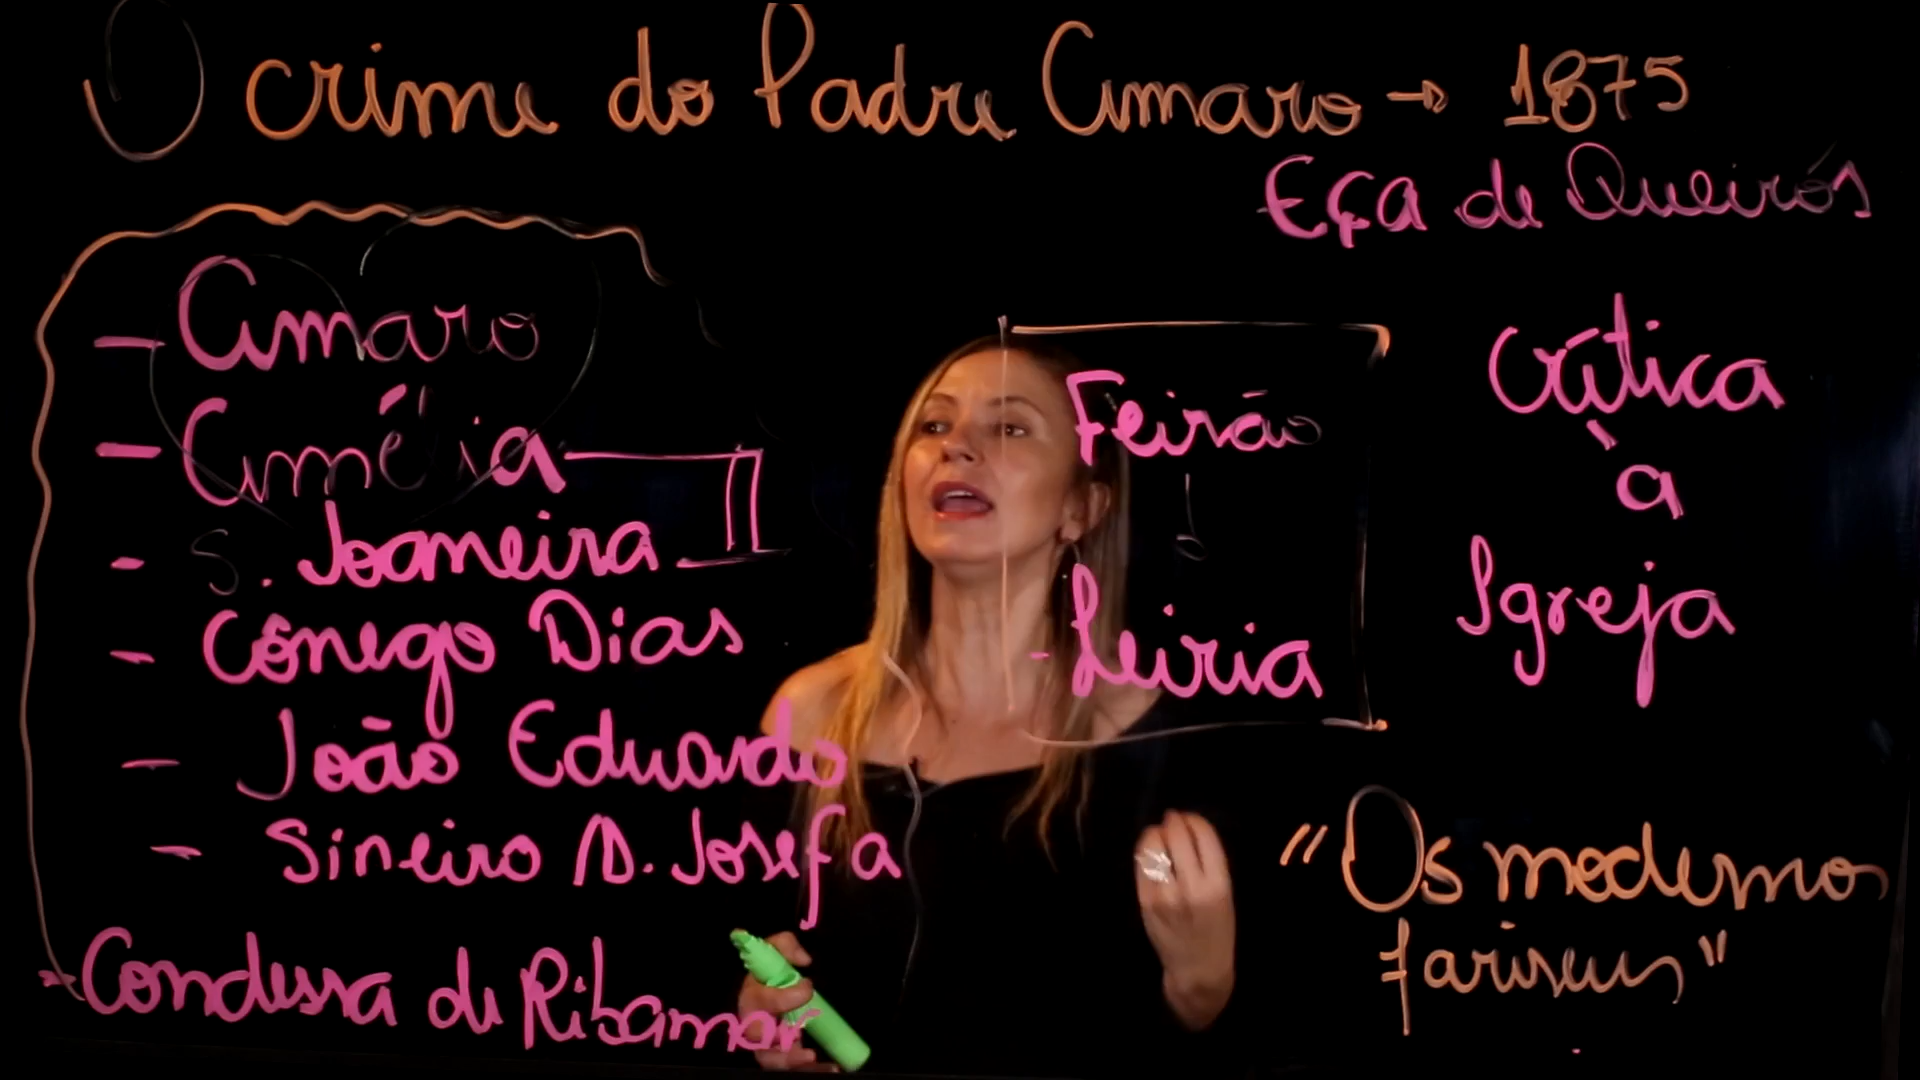 O crime do Padre Amaro → 1875
Eça de Queirós
- Amaro
- Amélia
- S. Joaneira
- Cônego Dias
- João Eduardo
- Sineiro D. Josefa
- Condessa de Ribamar
Feirão
- Leiria
Crítica
à
Igreja
"Os modernos
fariseus"